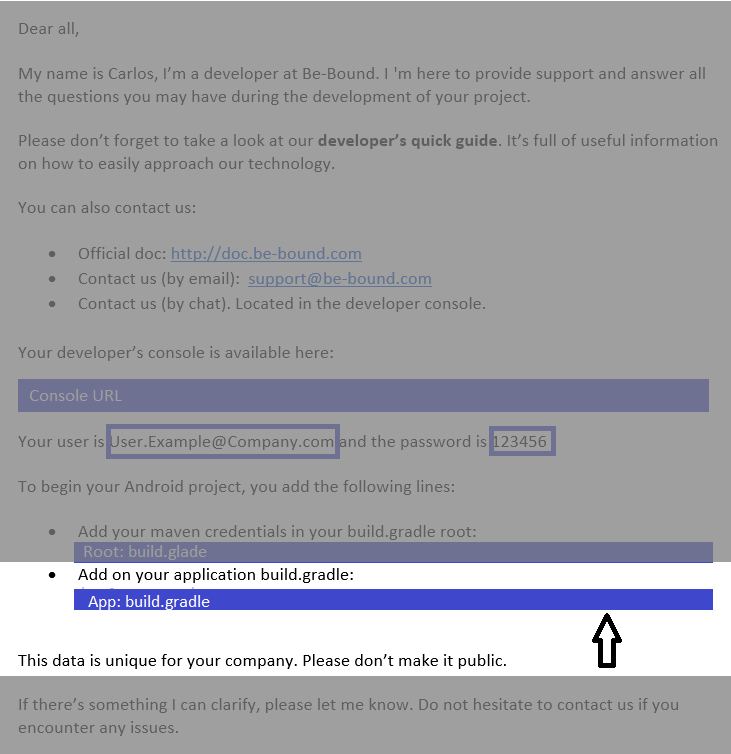 Dear all,
My name is Carlos, I’m a developer at Be-Bound. I 'm here to provide support and answer all
the questions you may have during the development of your project.
Please don’t forget to take a look at our developer’s quick guide. It’s full of useful information
on how to easily approach our technology.
You can also contact us:
• Official doc: http://doc.be-bound.com
• Contact us (by email): support@be-bound.com
• Contact us (by chat). Located in the developer console.
Your developer’s console is available here:
Console URL
Your user is User.Example@Company.com and the password is 123456
To begin your Android project, you add the following lines:
• Add your maven credentials in your build.gradle root:
Root: build.glade
• Add on your application build.gradle:
App: build.gradle
This data is unique for your company. Please don’t make it public.
If there’s something I can clarify, please let me know. Do not hesitate to contact us if you
encounter any issues.